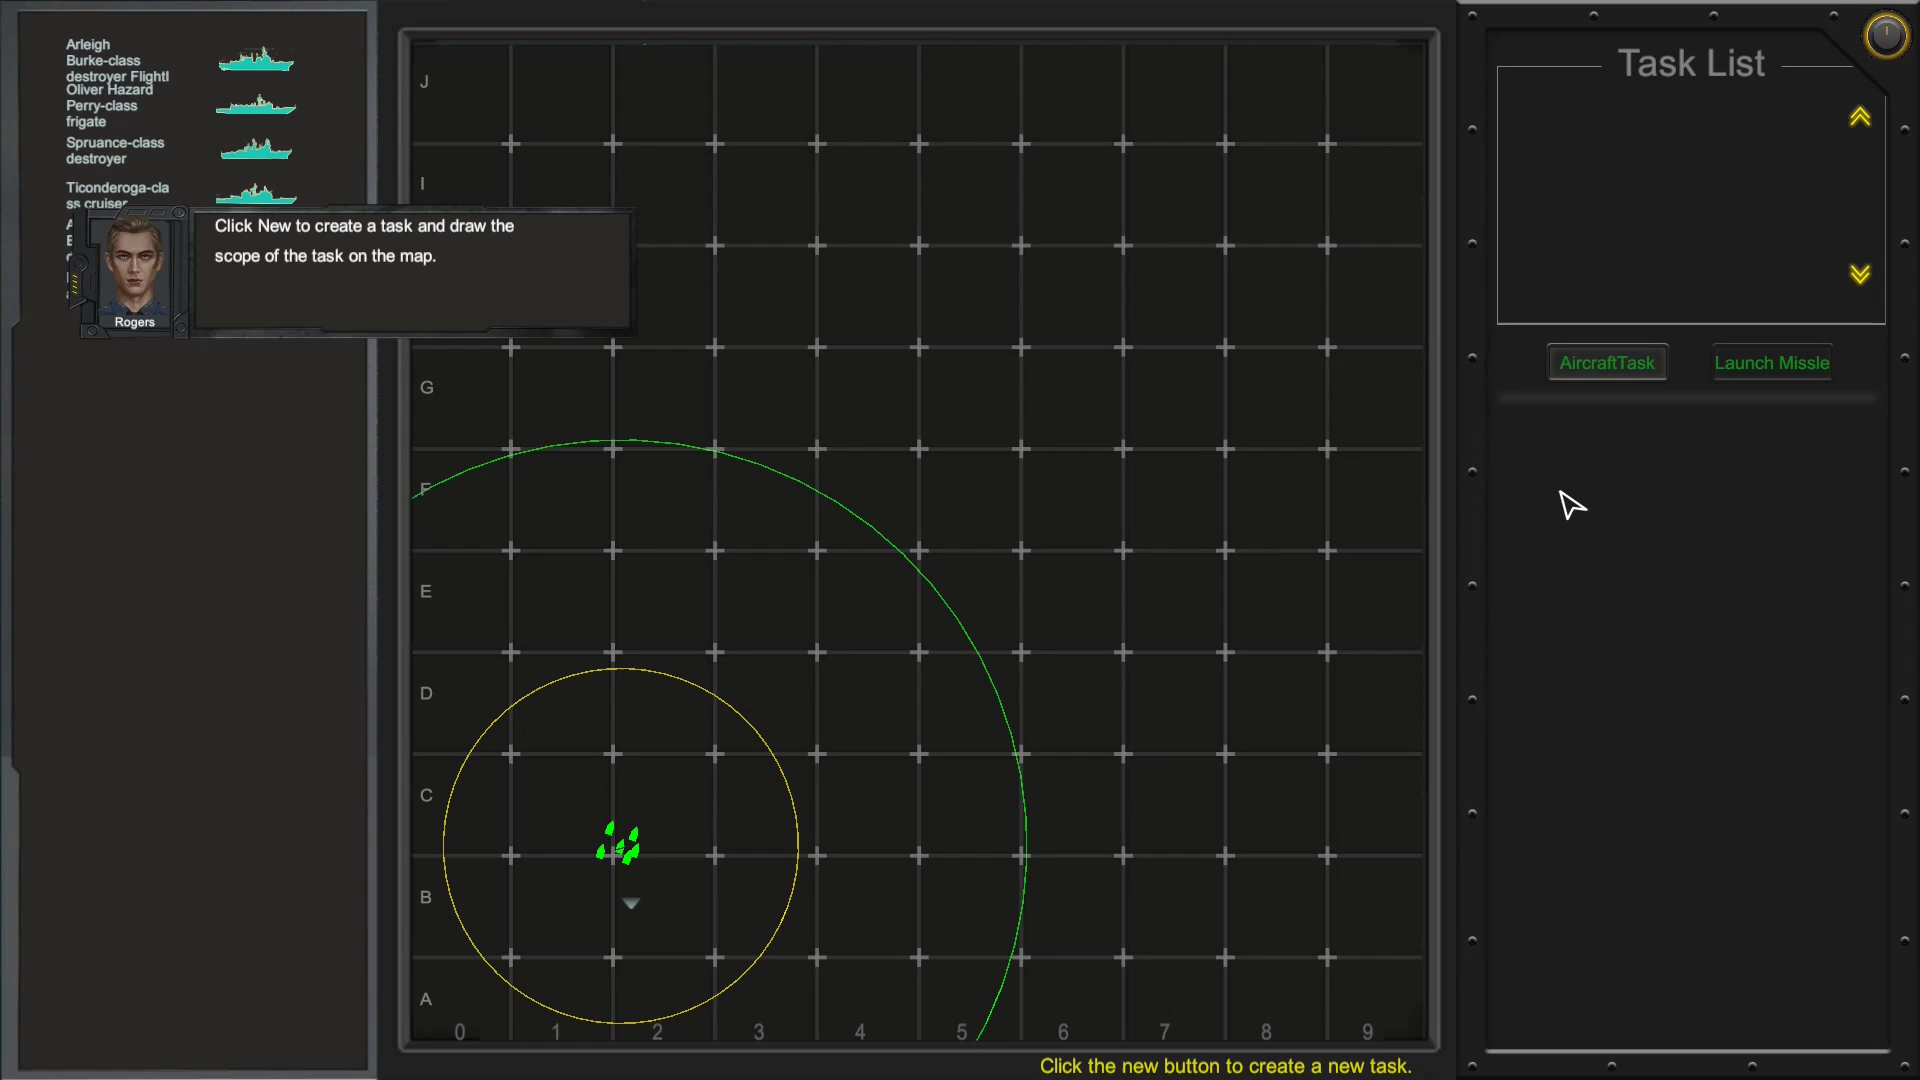 Arleigh
Burke-class
destroyer FlightI
Oliver Hazard
Perry-class
frigate
Spruance-class
destroyer
Ticonderoga-cla
ss cruiser
Click New to create a task and draw the
scope of the task on the map.
Rogers
J
I
G
F
E
D
C
B
A
0 1 2 3 4 5 6 7 8 9
Click the new button to create a new task.
Task List
AircraftTask
Launch Missle